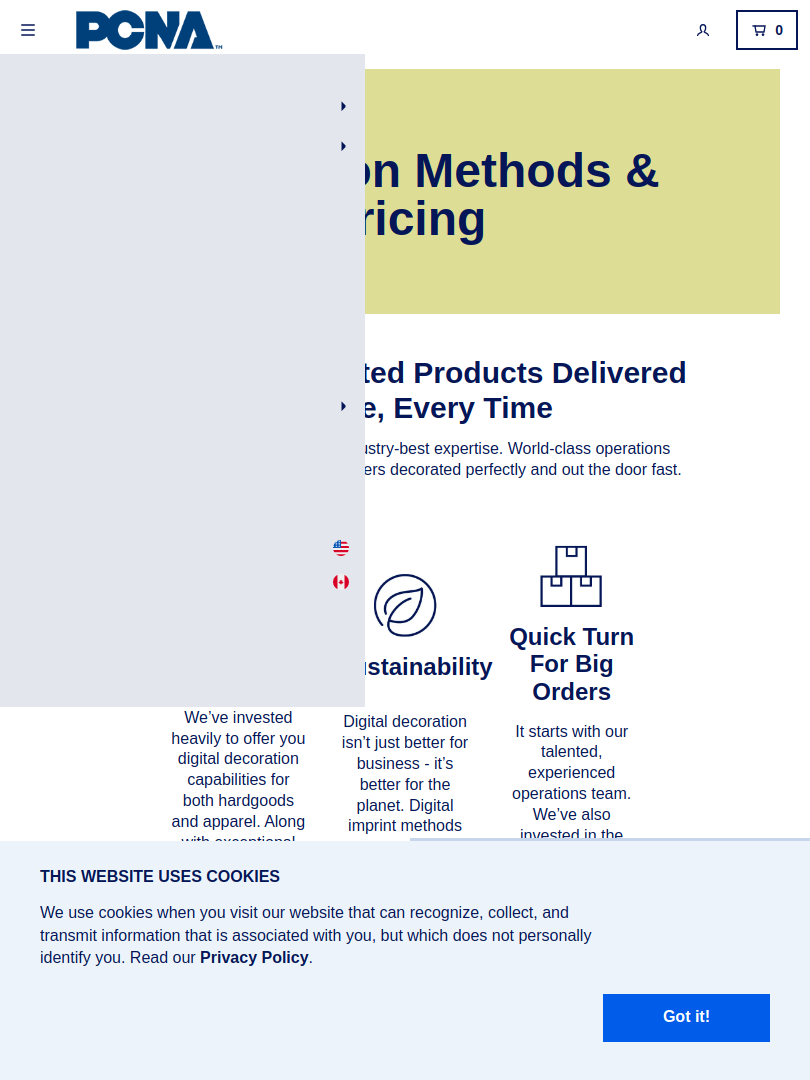 PCNA™
0
on Methods &
ricing
ted Products Delivered
e, Every Time
ustry-best expertise. World-class operations
ers decorated perfectly and out the door fast.
We’ve invested
heavily to offer you
digital decoration
capabilities for
both hardgoods
and apparel. Along
with exceptional
ustainability
Digital decoration
isn’t just better for
business - it’s
better for the
planet. Digital
imprint methods
Quick Turn
For Big
Orders
It starts with our
talented,
experienced
operations team.
We’ve also
invested in the
THIS WEBSITE USES COOKIES
We use cookies when you visit our website that can recognize, collect, and
transmit information that is associated with you, but which does not personally
identify you. Read our Privacy Policy.
Got it!